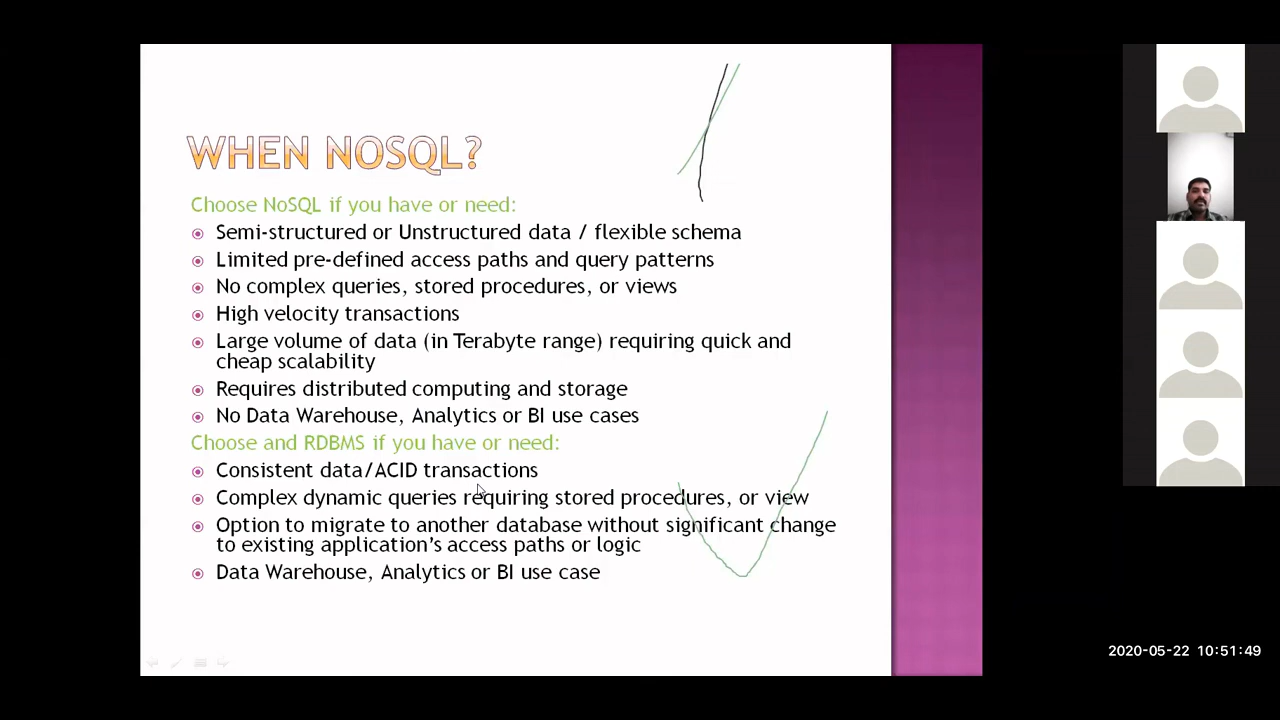 WHEN NOSQL?
Choose NoSQL if you have or need:
Semi-structured or Unstructured data / flexible schema
Limited pre-defined access paths and query patterns
No complex queries, stored procedures, or views
High velocity transactions
Large volume of data (in Terabyte range) requiring quick and
cheap scalability
Requires distributed computing and storage
No Data Warehouse, Analytics or BI use cases
Choose and RDBMS if you have or need:
Consistent data/ACID transactions
Complex dynamic queries requiring stored procedures, or view
Option to migrate to another database without significant change
to existing application's access paths or logic
Data Warehouse, Analytics or BI use case
2020-05-22 10:51:49